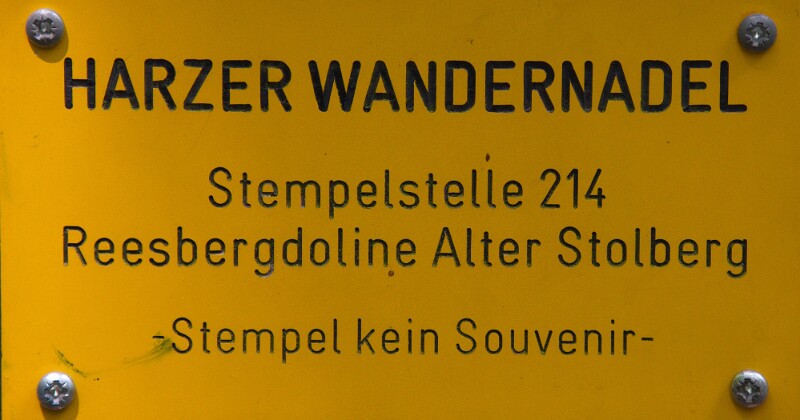 HARZER WANDERNADEL
Stempelstelle 214
Reesbergdoline Alter Stolberg
-Stempel kein Souvenir-